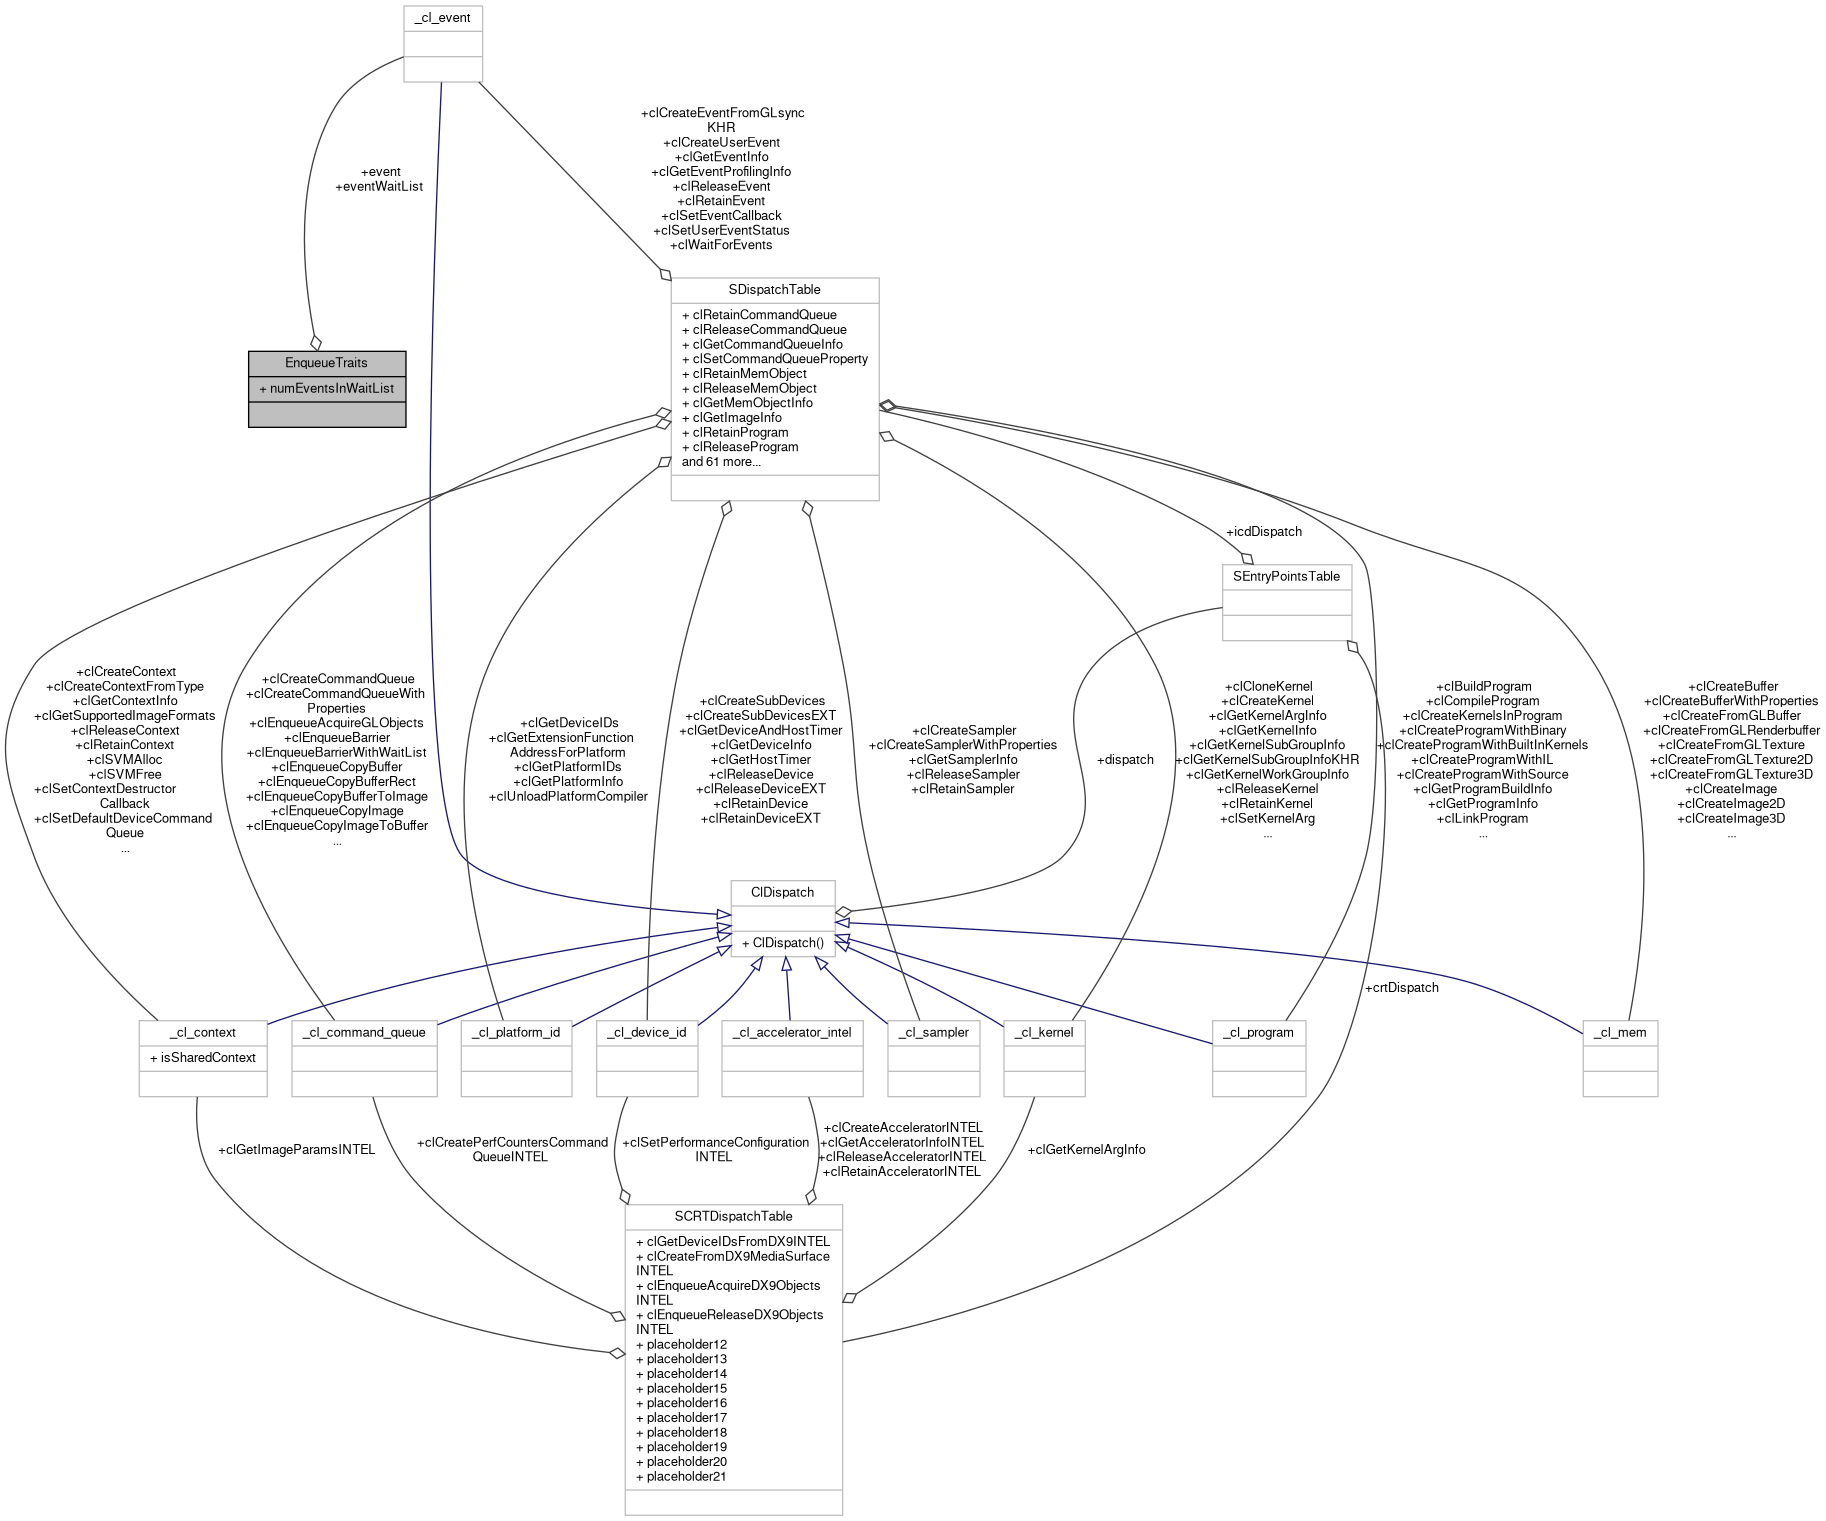 _cl_event
+event
+eventWaitList
+clCreateEventFromGLsync
KHR
+clCreateUserEvent
+clGetEventInfo
+clGetEventProfilingInfo
+clReleaseEvent
+clRetainEvent
+clSetEventCallback
+clSetUserEventStatus
+clWaitForEvents
EnqueueTraits
+ numEventsInWaitList
SDispatchTable
+ clRetainCommandQueue
+ clReleaseCommandQueue
+ clGetCommandQueueInfo
+ clSetCommandQueueProperty
+ clRetainMemObject
+ clReleaseMemObject
+ clGetMemObjectInfo
+ clGetImageInfo
+ clRetainProgram
+ clReleaseProgram
and 61 more...
+icdDispatch
SEntryPointsTable
+clCreateContext
+clCreateContextFromType
+clGetContextInfo
+clGetSupportedImageFormats
+clReleaseContext
+clRetainContext
+clSVMAlloc
+clSVMFree
+clSetContextDestructor
Callback
+clSetDefaultDeviceCommand
Queue
...
+clCreateCommandQueue
+clCreateCommandQueueWith
Properties
+clEnqueueAcquireGLObjects
+clEnqueueBarrier
+clEnqueueBarrierWithWaitList
+clEnqueueCopyBuffer
+clEnqueueCopyBufferRect
+clEnqueueCopyBufferToImage
+clEnqueueCopyImage
+clEnqueueCopyImageToBuffer
...
+clGetDeviceIDs
+clGetExtensionFunction
AddressForPlatform
+clGetPlatformIDs
+clGetPlatformInfo
+clUnloadPlatformCompiler
+clCreateSubDevices
+clCreateSubDevicesEXT
+clGetDeviceAndHostTimer
+clGetDeviceInfo
+clGetHostTimer
+clReleaseDevice
+clReleaseDeviceEXT
+clRetainDevice
+clRetainDeviceEXT
+clCreateSampler
+clCreateSamplerWithProperties
+clGetSamplerInfo
+clReleaseSampler
+clRetainSampler
+dispatch
+clCloneKernel
+clCreateKernel
+clGetKernelArgInfo
+clGetKernelInfo
+clGetKernelSubGroupInfo
+clGetKernelSubGroupInfoKHR
+clGetKernelWorkGroupInfo
+clReleaseKernel
+clRetainKernel
+clSetKernelArg
...
+clBuildProgram
+clCompileProgram
+clCreateKernelsInProgram
+clCreateProgramWithBinary
+clCreateProgramWithBuiltInKernels
+clCreateProgramWithIL
+clCreateProgramWithSource
+clGetProgramBuildInfo
+clGetProgramInfo
+clLinkProgram
...
+clCreateBuffer
+clCreateBufferWithProperties
+clCreateFromGLBuffer
+clCreateFromGLRenderbuffer
+clCreateFromGLTexture
+clCreateFromGLTexture2D
+clCreateFromGLTexture3D
+clCreateImage
+clCreateImage2D
+clCreateImage3D
...
ClDispatch
+ ClDispatch()
+crtDispatch
_cl_context
+ isSharedContext
_cl_command_queue
_cl_platform_id
_cl_device_id
_cl_accelerator_intel
_cl_sampler
_cl_kernel
_cl_program
_cl_mem
+clGetImageParamsINTEL
+clCreatePerfCountersCommand
QueueINTEL
+clSetPerformanceConfiguration
INTEL
+clCreateAcceleratorINTEL
+clGetAcceleratorInfoINTEL
+clReleaseAcceleratorINTEL
+clRetainAcceleratorINTEL
+clGetKernelArgInfo
SCRTDispatchTable
+ clGetDeviceIDsFromDX9INTEL
+ clCreateFromDX9MediaSurface
INTEL
+ clEnqueueAcquireDX9Objects
INTEL
+ clEnqueueReleaseDX9Objects
INTEL
+ placeholder12
+ placeholder13
+ placeholder14
+ placeholder15
+ placeholder16
+ placeholder17
+ placeholder18
+ placeholder19
+ placeholder20
+ placeholder21